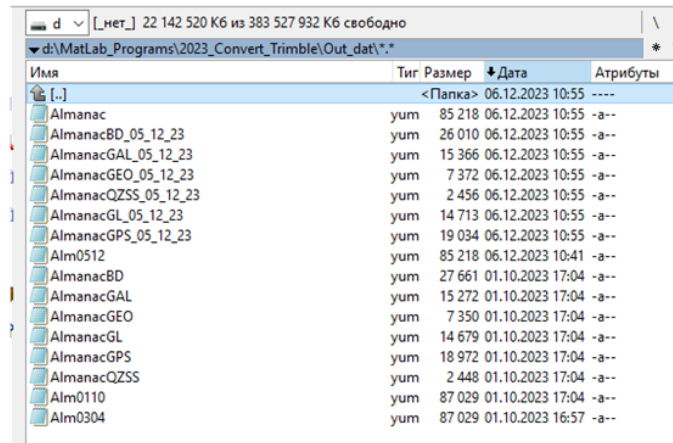 d [_нет_] 22 142 520 Кб из 383 527 932 Кб свободно \
d:\MatLab_Programs\2023_Convert_Trimble\Out_dat\*.* *
Имя Тип Размер Дата Атрибуты
[..] <Папка> 06.12.2023 10:55 ----
Almanac yum 85 218 06.12.2023 10:55 -a--
AlmanacBD_05_12_23 yum 26 010 06.12.2023 10:55 -a--
AlmanacGAL_05_12_23 yum 15 366 06.12.2023 10:55 -a--
AlmanacGEO_05_12_23 yum 7 372 06.12.2023 10:55 -a--
AlmanacQZSS_05_12_23 yum 2 456 06.12.2023 10:55 -a--
AlmanacGL_05_12_23 yum 14 713 06.12.2023 10:55 -a--
AlmanacGPS_05_12_23 yum 19 034 06.12.2023 10:55 -a--
Alm0512 yum 85 218 06.12.2023 10:41 -a--
AlmanacBD yum 27 661 01.10.2023 17:04 -a--
AlmanacGAL yum 15 272 01.10.2023 17:04 -a--
AlmanacGEO yum 7 350 01.10.2023 17:04 -a--
AlmanacGL yum 14 679 01.10.2023 17:04 -a--
AlmanacGPS yum 18 972 01.10.2023 17:04 -a--
AlmanacQZSS yum 2 448 01.10.2023 17:04 -a--
Alm0110 yum 87 029 01.10.2023 17:04 -a--
Alm0304 yum 87 029 01.10.2023 16:57 -a--